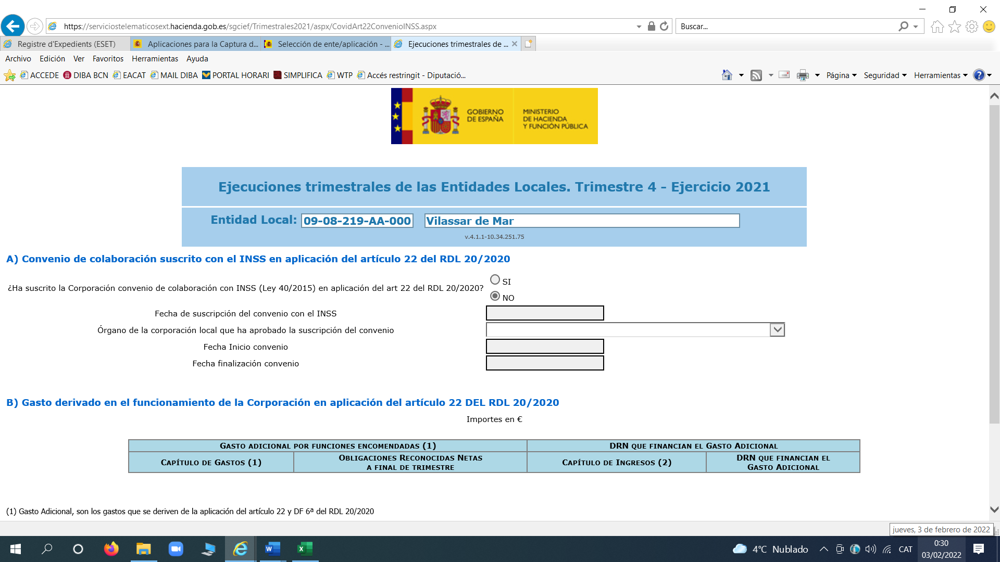 https://serviciostelematicosext.hacienda.gob.es/sgcief/Trimestrales2021/aspx/CovidArt22ConvenioINSS.aspx
Buscar...
Registre d'Expedients (ESET)
Aplicaciones para la Captura d...
Selección de ente/aplicación - ...
Ejecuciones trimestrales de ...
Archivo Edición Ver Favoritos Herramientas Ayuda
ACCEDE DIBA BCN EACAT MAIL DIBA PORTAL HORARI SIMPLIFICA WTP Accés restringit - Diputació...
Página Seguridad Herramientas
GOBIERNO
DE ESPAÑA
MINISTERIO
DE HACIENDA
Y FUNCIÓN PÚBLICA
Ejecuciones trimestrales de las Entidades Locales. Trimestre 4 - Ejercicio 2021
Entidad Local: 09-08-219-AA-000 Vilassar de Mar
v.4.1.1-10.34.251.75
A) Convenio de colaboración suscrito con el INSS en aplicación del artículo 22 del RDL 20/2020
¿Ha suscrito la Corporación convenio de colaboración con INSS (Ley 40/2015) en aplicación del art 22 del RDL 20/2020?
SI
NO
Fecha de suscripción del convenio con el INSS
Órgano de la corporación local que ha aprobado la suscripción del convenio
Fecha Inicio convenio
Fecha finalización convenio
B) Gasto derivado en el funcionamiento de la Corporación en aplicación del artículo 22 DEL RDL 20/2020
Importes en €
GASTO ADICIONAL POR FUNCIONES ENCOMENDADAS (1)
DRN QUE FINANCIAN EL GASTO ADICIONAL
CAPÍTULO DE GASTOS (1)
OBLIGACIONES RECONOCIDAS NETAS
A FINAL DE TRIMESTRE
CAPÍTULO DE INGRESOS (2)
DRN QUE FINANCIAN EL
GASTO ADICIONAL
(1) Gasto Adicional, son los gastos que se deriven de la aplicación del artículo 22 y DF 6ª del RDL 20/2020
jueves, 3 de febrero de 2022
4°C Nublado
CAT
0:30
03/02/2022